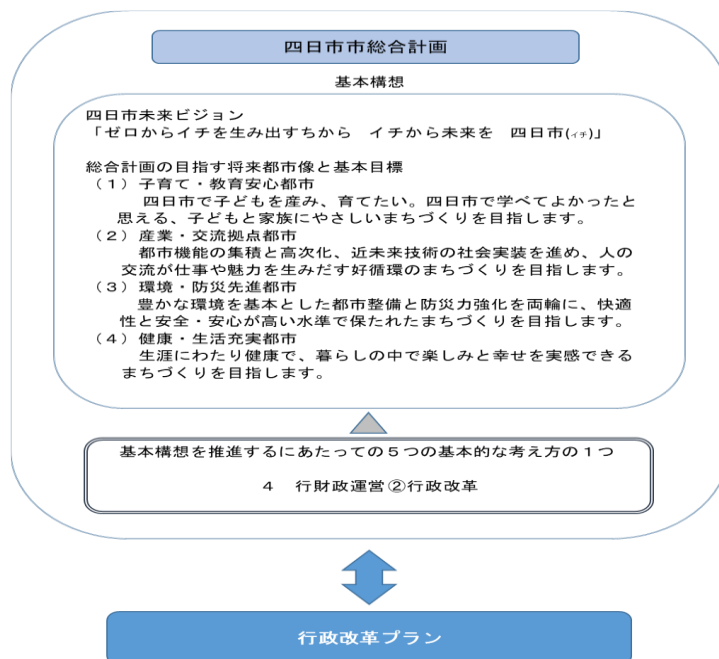 四日市市総合計画
基本構想
四日市未来ビジョン
「ゼロからイチを生み出すちから　イチから未来を　四日市(イチ)」
総合計画の目指す将来都市像と基本目標
（１）子育て・教育安心都市
四日市で子どもを産み、育てたい。四日市で学べてよかったと
思える、子どもと家族にやさしいまちづくりを目指します。
（２）産業・交流拠点都市
都市機能の集積と高次化、近未来技術の社会実装を進め、人の
交流が仕事や魅力を生みだす好循環のまちづくりを目指します。
（３）環境・防災先進都市
豊かな環境を基本とした都市整備と防災力強化を両輪に、快適
性と安全・安心が高い水準で保たれたまちづくりを目指します。
（４）健康・生活充実都市
生涯にわたり健康で、暮らしの中で楽しみと幸せを実感できる
まちづくりを目指します。
基本構想を推進するにあたっての５つの基本的な考え方の１つ
４　行財政運営②行政改革
行政改革プラン